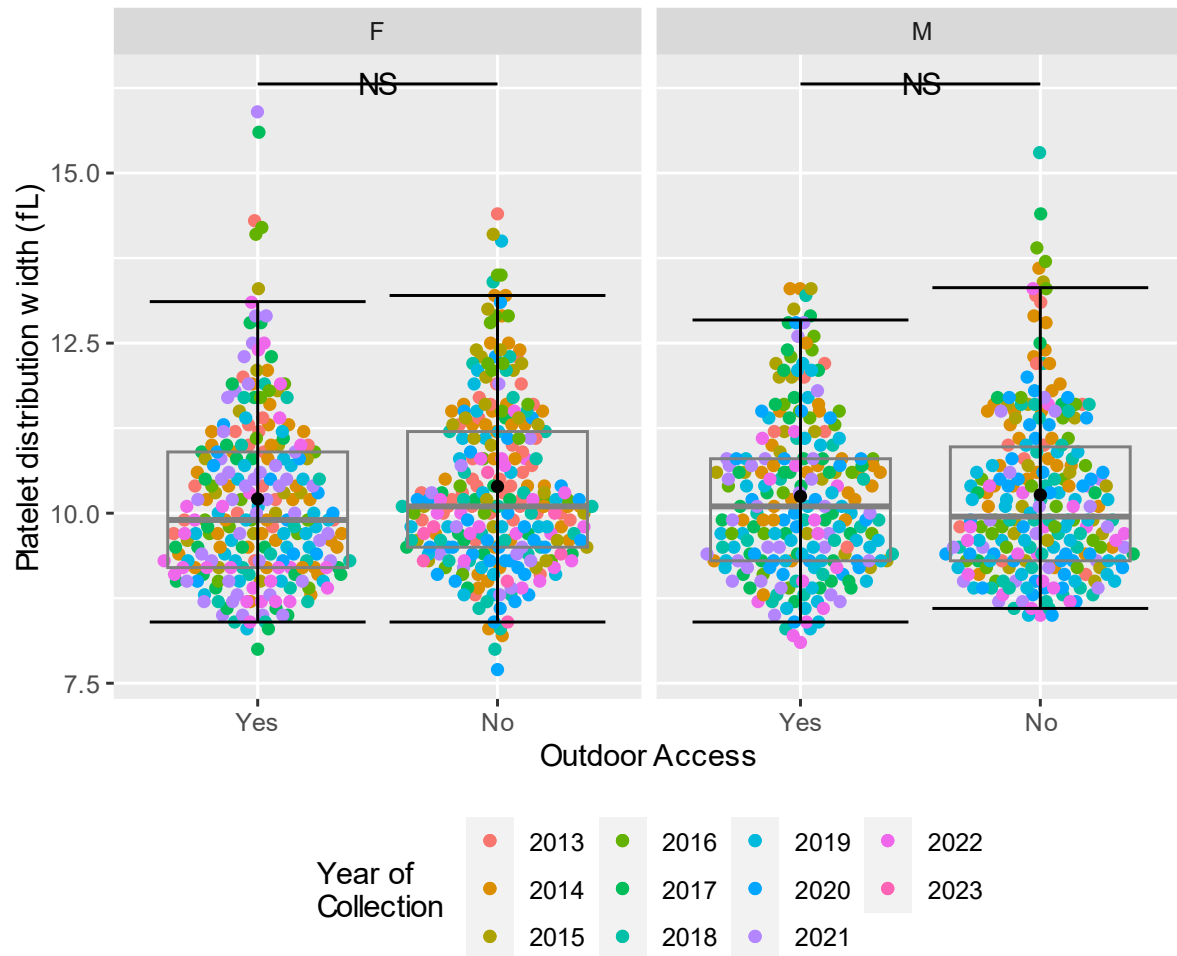 F M
NS NS
Platelet distribution width (fL)
15.0
12.5
10.0
7.5
Yes No Yes No
Outdoor Access
Year of
Collection
2013 2016 2019 2022
2014 2017 2020 2023
2015 2018 2021